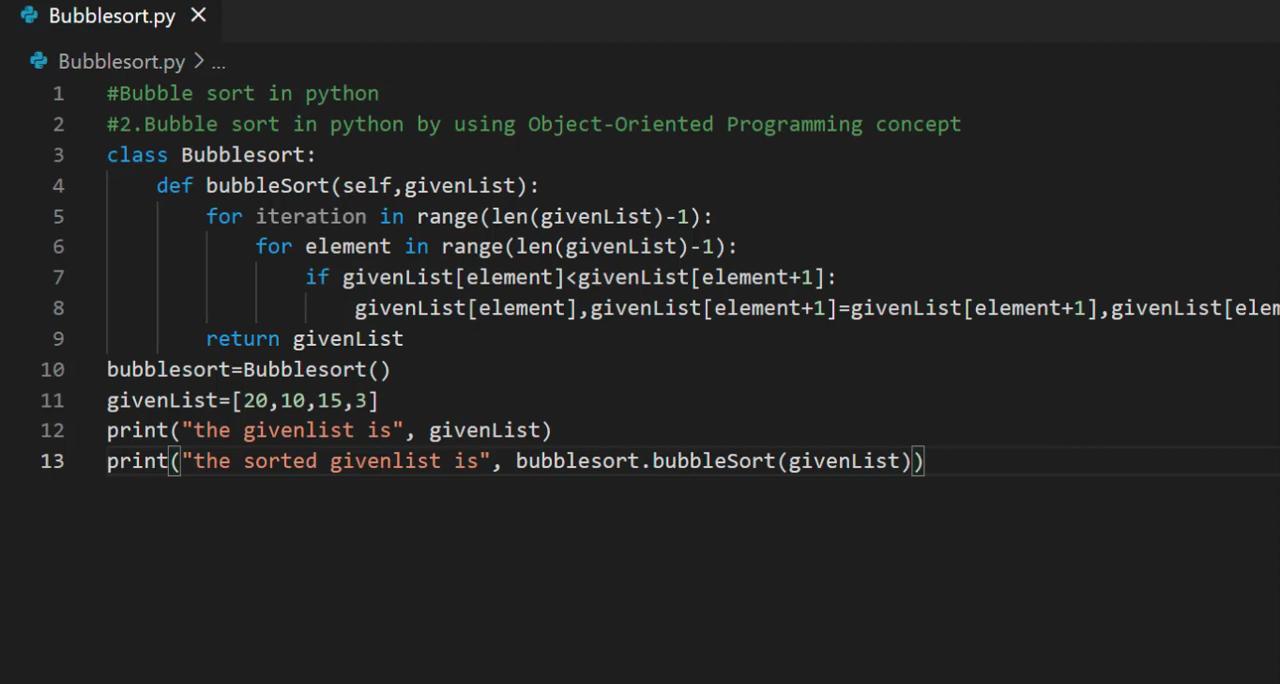 Bubblesort.py
Bubblesort.py > ...
1 #Bubble sort in python
2 #2.Bubble sort in python by using Object-Oriented Programming concept
3 class Bubblesort:
4 def bubbleSort(self,givenList):
5 for iteration in range(len(givenList)-1):
6 for element in range(len(givenList)-1):
7 if givenList[element]<givenList[element+1]:
8 givenList[element],givenList[element+1]=givenList[element+1],givenList[elem
9 return givenList
10 bubblesort=Bubblesort()
11 givenList=[20,10,15,3]
12 print("the givenlist is", givenList)
13 print("the sorted givenlist is", bubblesort.bubbleSort(givenList))